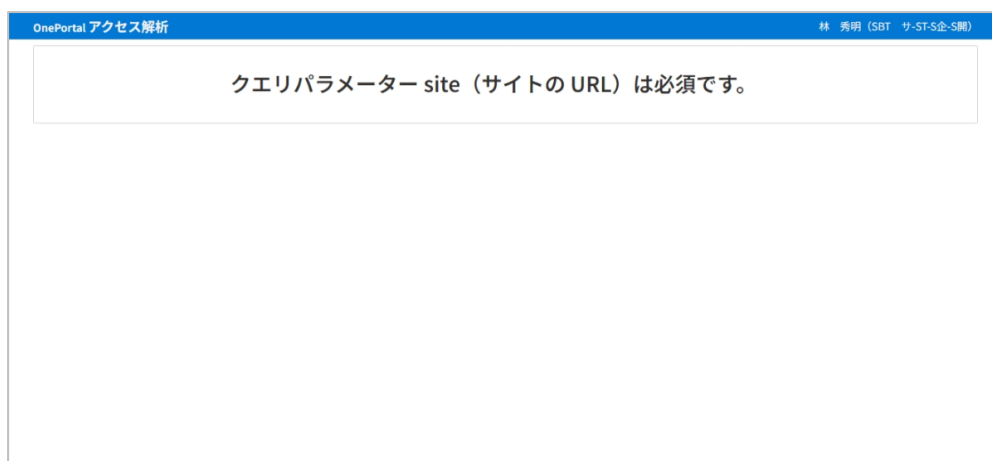 OnePortal アクセス解析
林　秀明（SBT　サ-ST-S企-S開）
クエリパラメーター site（サイトの URL）は必須です。